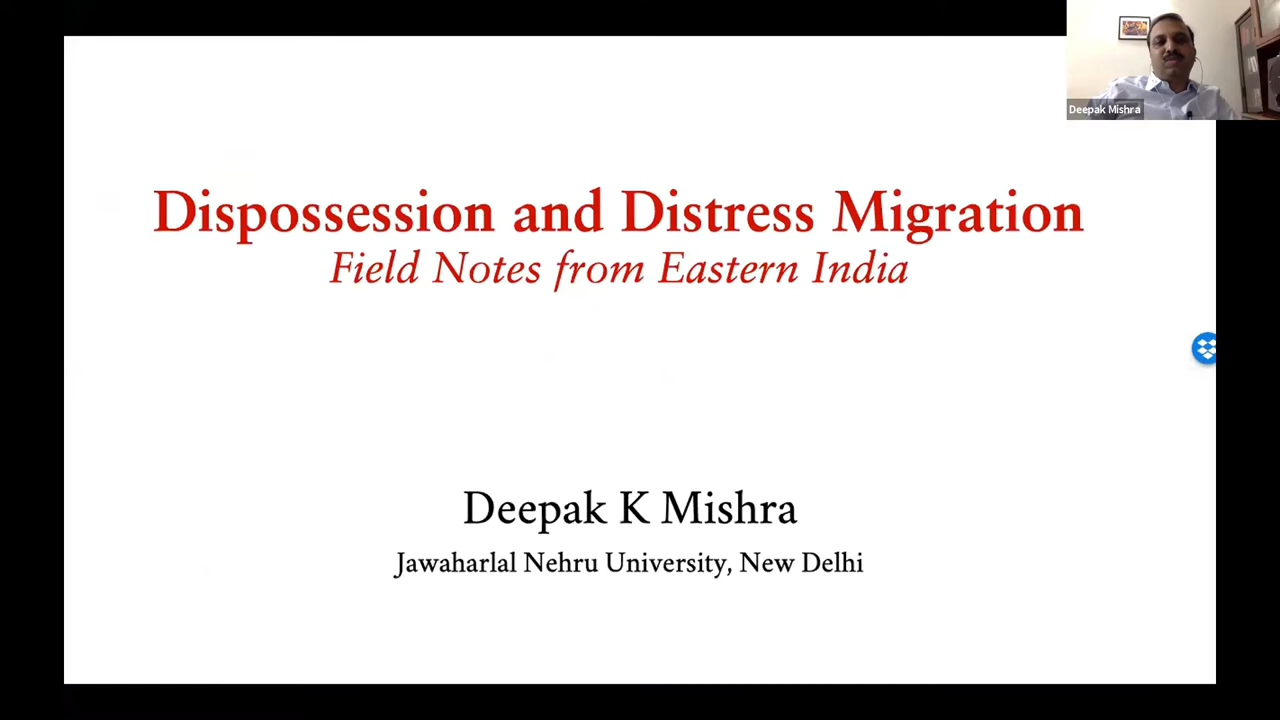 Deepak Mishra
Dispossession and Distress Migration
Field Notes from Eastern India
Deepak K Mishra
Jawaharlal Nehru University, New Delhi